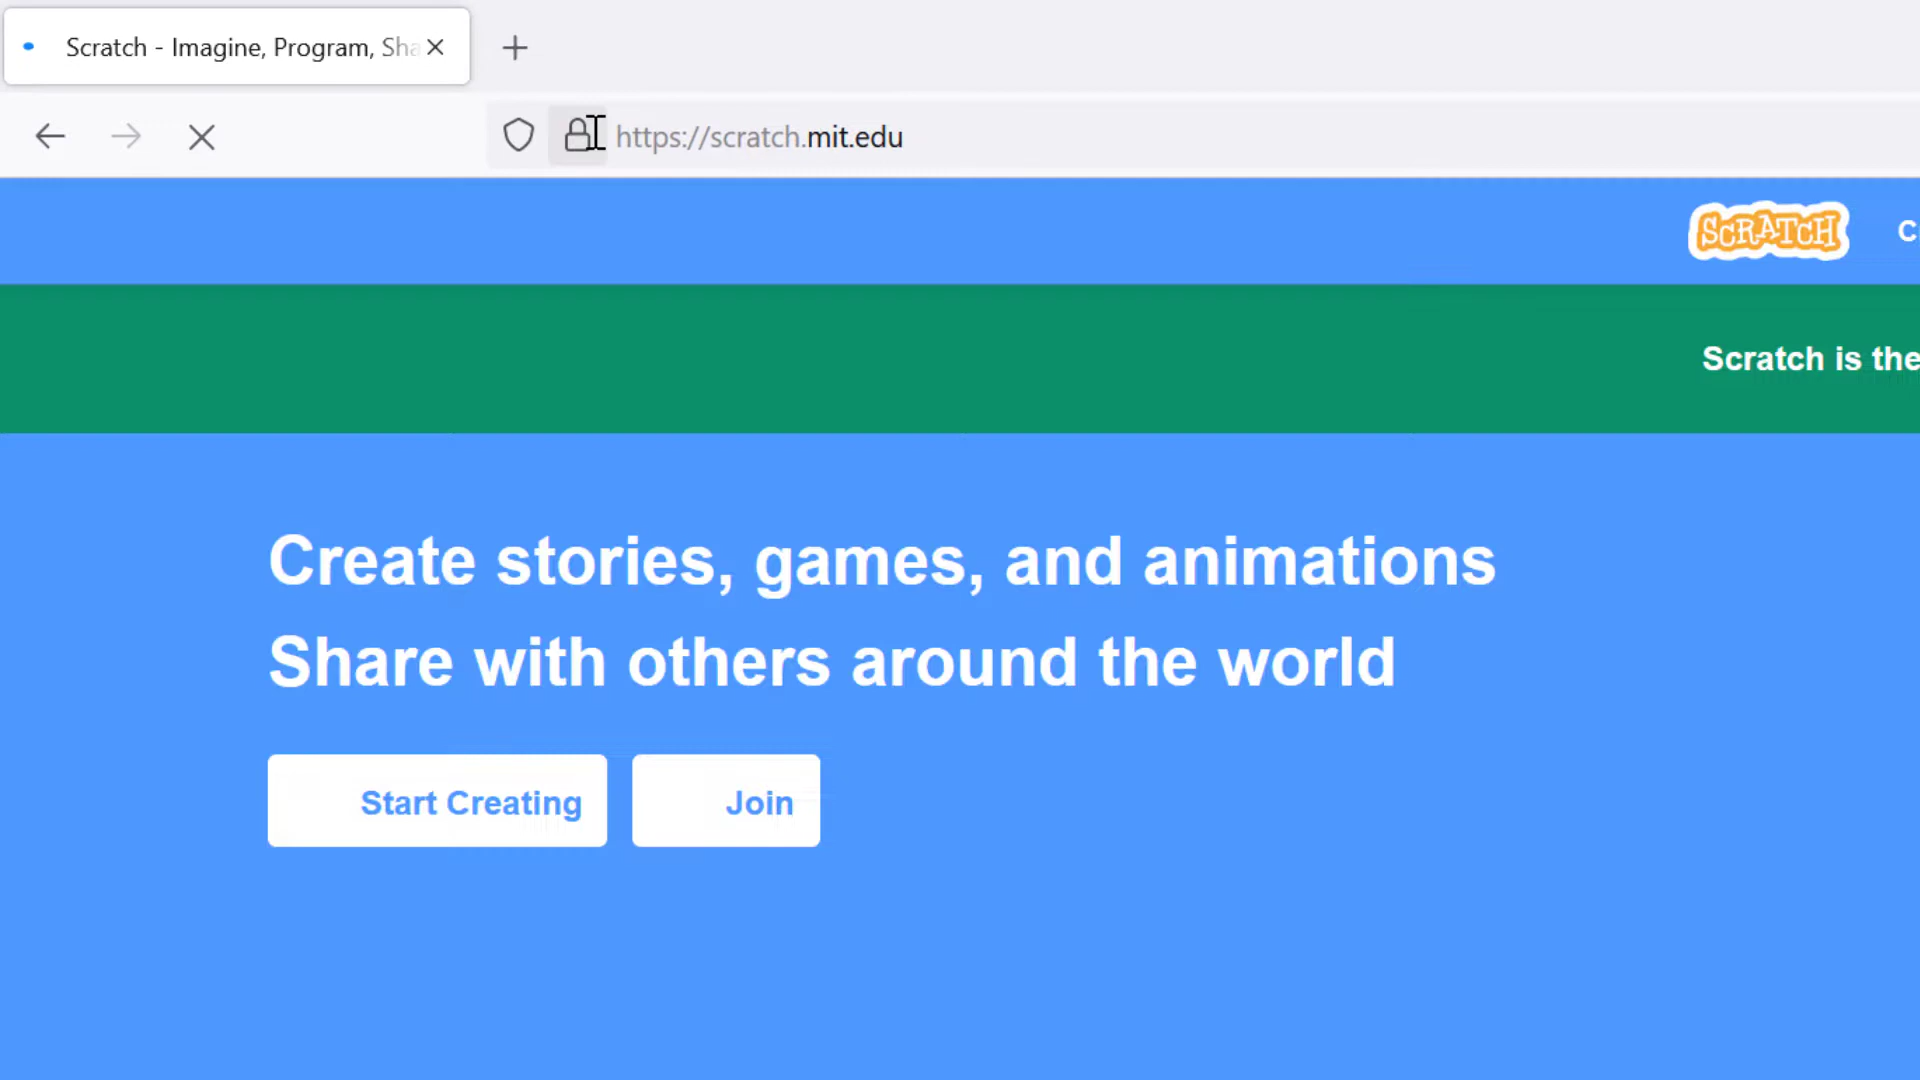 Scratch - Imagine, Program, Sha
https://scratch.mit.edu
SCRATCH
C
Scratch is the
Create stories, games, and animations
Share with others around the world
Start Creating
Join